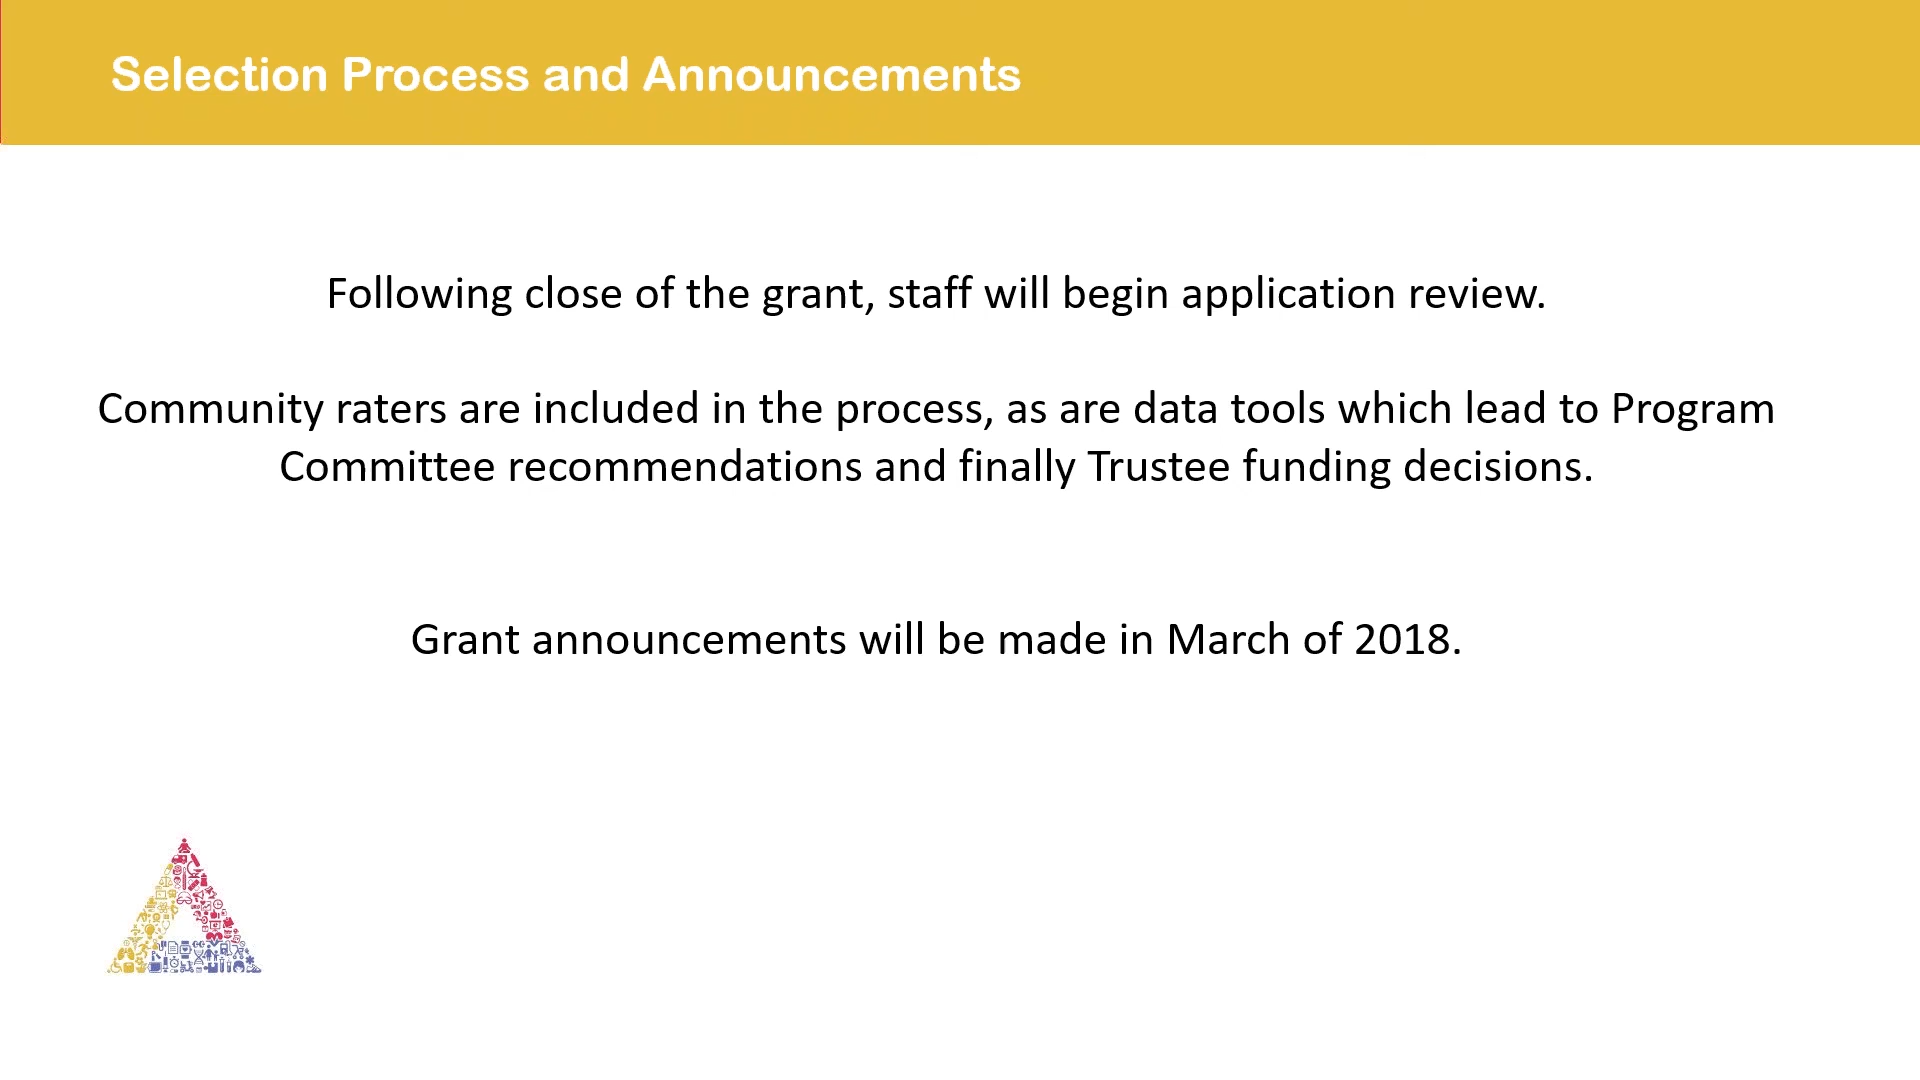 Selection Process and Announcements
Following close of the grant, staff will begin application review.
Community raters are included in the process, as are data tools which lead to Program
Committee recommendations and finally Trustee funding decisions.
Grant announcements will be made in March of 2018.